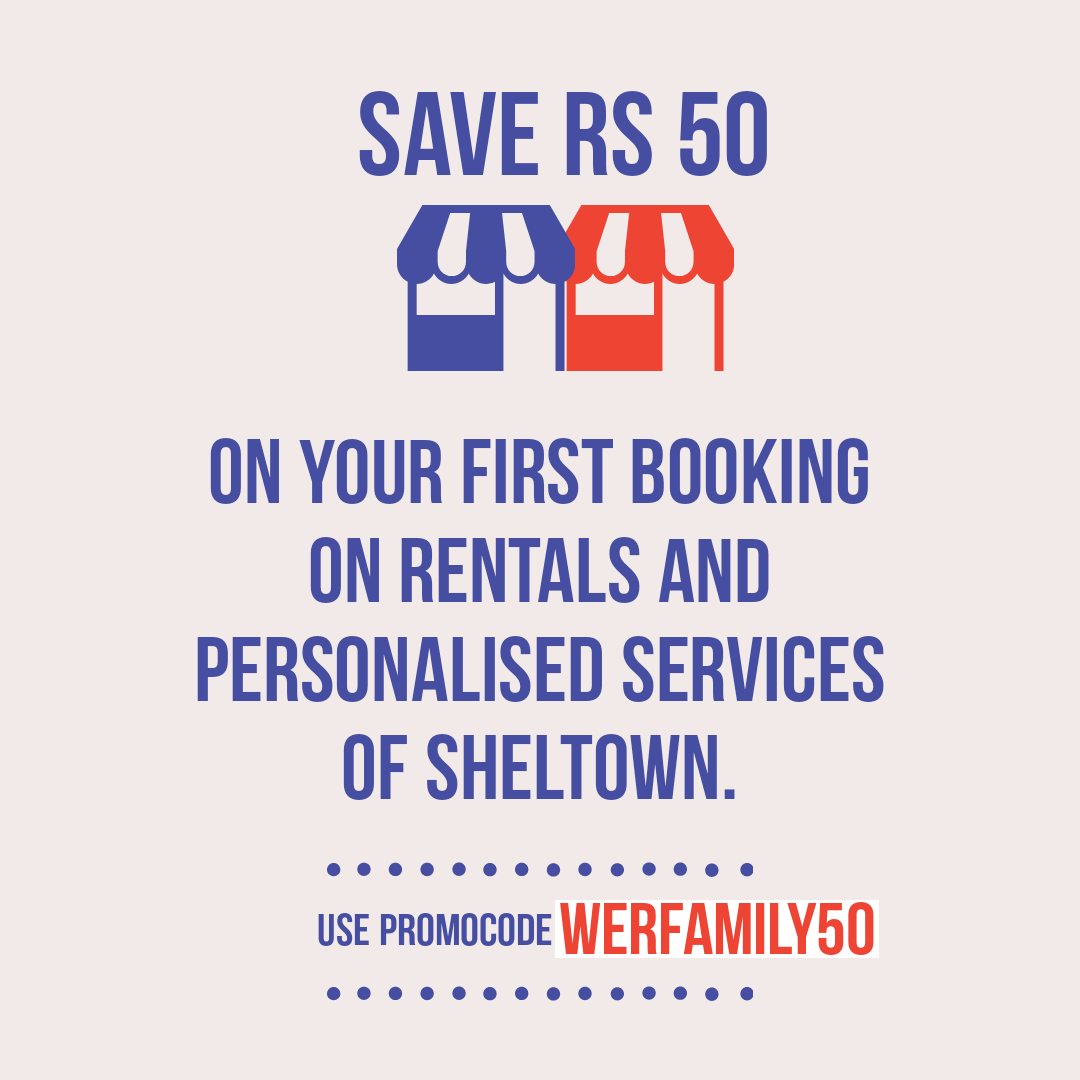 SAVE RS 50
ON YOUR FIRST BOOKING
ON RENTALS AND
PERSONALISED SERVICES
OF SHELTOWN.
USE PROMOCODE WERFAMILY50